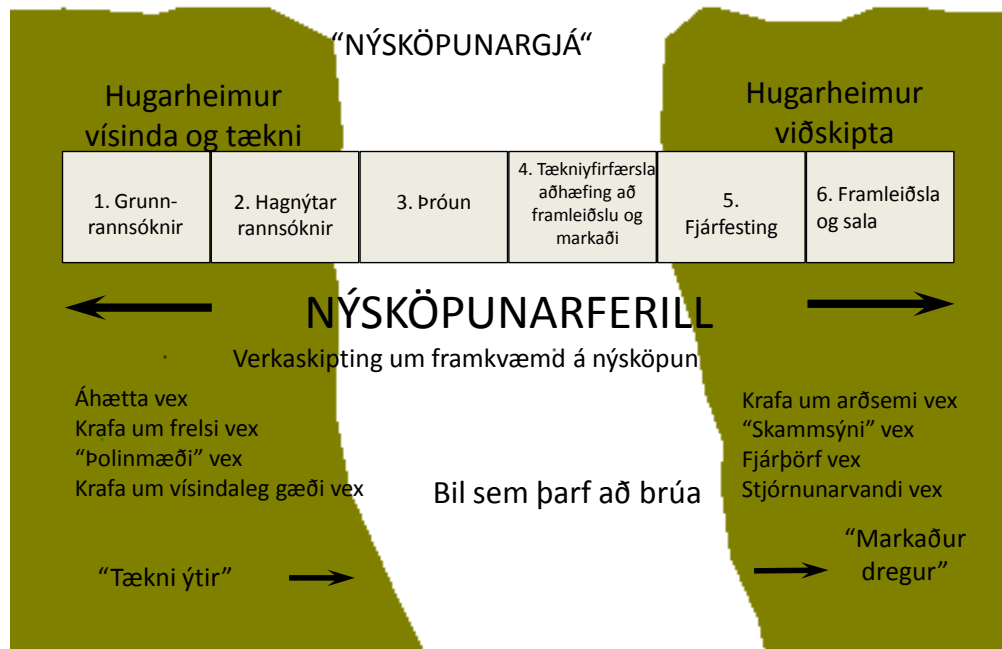 “NÝSKÖPUNARGJÁ“
Hugarheimur
vísinda og tækni
Hugarheimur
viðskipta
1. Grunn-
rannsóknir
2. Hagnýtar
rannsóknir
3. Þróun
4. Tækniyfirfærsla
aðhæfing að
framleiðslu og
markaði
5.
Fjárfesting
6. Framleiðsla
og sala
NÝSKÖPUNARFERILL
Verkaskipting um framkvæmd á nýsköpun
Áhætta vex
Krafa um frelsi vex
“Þolinmæði” vex
Krafa um vísindaleg gæði vex
Krafa um arðsemi vex
“Skammsýni” vex
Fjárþörf vex
Stjórnunarvandi vex
Bil sem þarf að brúa
“Tækni ýtir”
“Markaður
dregur”